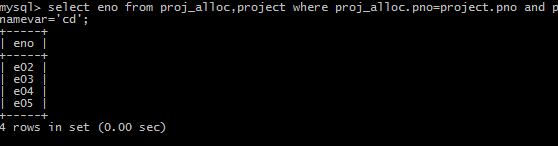 mysql> select eno from proj_alloc,project where proj_alloc.pno=project.pno and p
namevar='cd';
+-----+
| eno |
+-----+
| e02 |
| e03 |
| e04 |
| e05 |
+-----+
4 rows in set (0.00 sec)